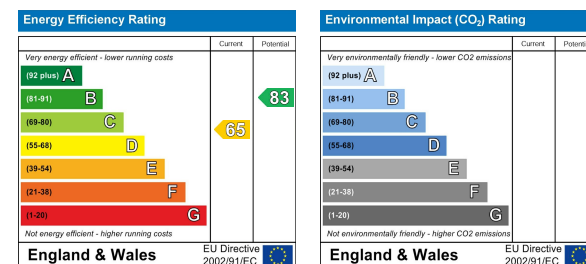 Energy Efficiency Rating
Current Potential
Very energy efficient - lower running costs
(92 plus) A
(81-91) B
83
(69-80) C
65
(55-68) D
(39-54) E
(21-38) F
(1-20) G
Not energy efficient - higher running costs
England & Wales
EU Directive
2002/91/EC
Environmental Impact (CO₂) Rating
Current Potential
Very environmentally friendly - lower CO2 emissions
(92 plus) A
(81-91) B
(69-80) C
(55-68) D
(39-54) E
(21-38) F
(1-20) G
Not environmentally friendly - higher CO2 emissions
England & Wales
EU Directive
2002/91/EC